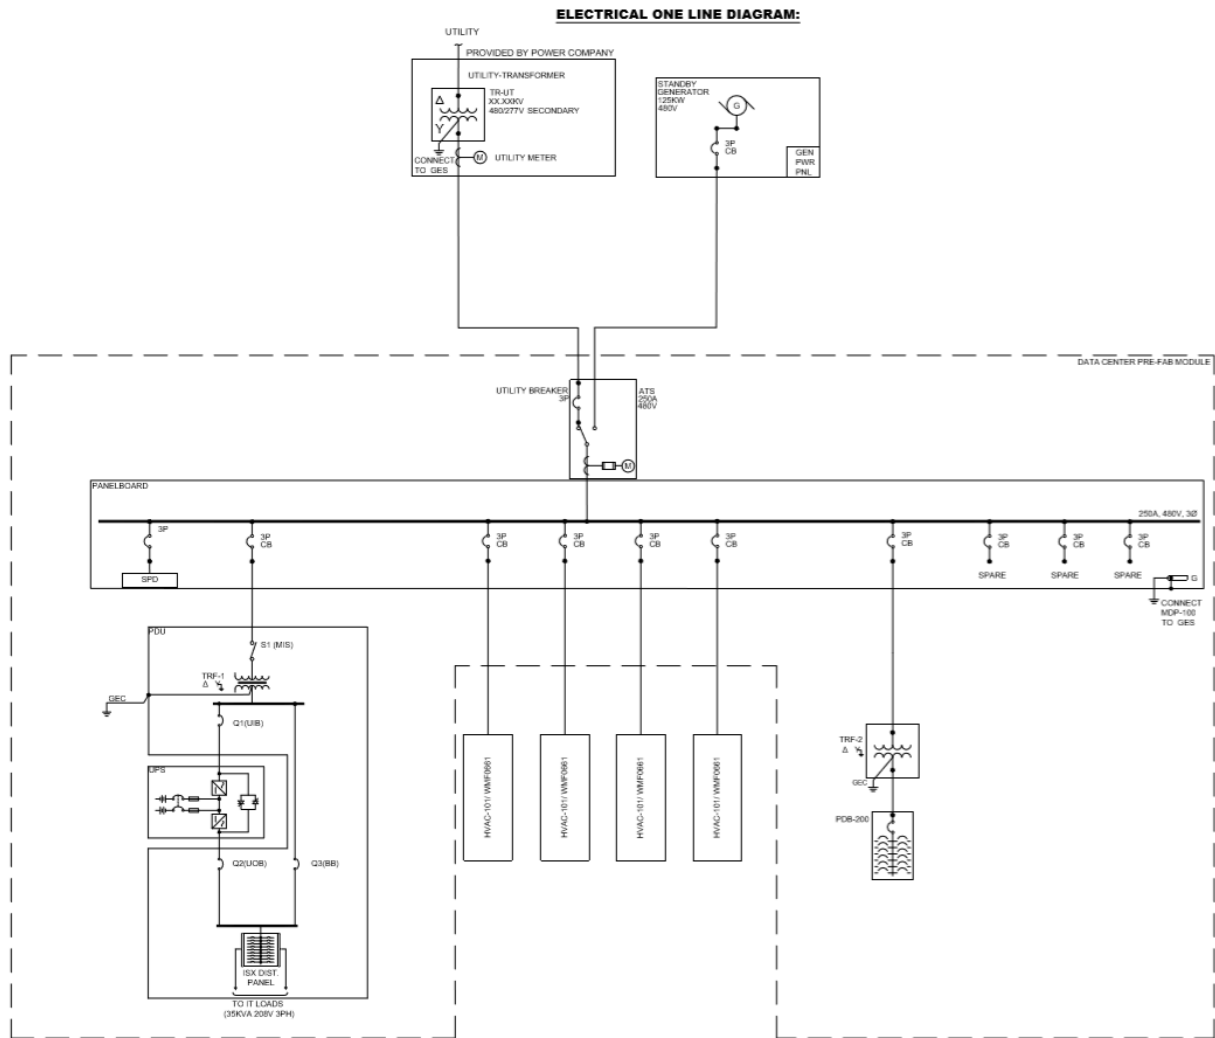 ELECTRICAL ONE LINE DIAGRAM:
UTILITY
PROVIDED BY POWER COMPANY
UTILITY-TRANSFORMER
TR-UT
XX.XXKV
480/277V SECONDARY
Δ
Y
CONNECT
TO GES
M
UTILITY METER
STANDBY
GENERATOR
125KW
480V
G
3P
CB
GEN
PWR
PNL
DATA CENTER PRE-FAB MODULE
UTILITY BREAKER
3P
ATS
250A
480V
M
PANELBOARD
250A, 480V, 3Ø
3P
SPD
3P
CB
3P
CB
3P
CB
3P
CB
3P
CB
3P
CB
3P
CB
SPARE
3P
CB
SPARE
3P
CB
SPARE
G
CONNECT
MDP-100
TO GES
PDU
S1 (MIS)
TRF-1
Δ
GEC
Q1(UIB)
UPS
Q2(UOB)
Q3(BB)
ISX DIST.
PANEL
TO IT LOADS
(35KVA 208V 3PH)
HVAC-101/ WMF0661
HVAC-101/ WMF0661
HVAC-101/ WMF0661
HVAC-101/ WMF0661
TRF-2
Δ
GEC
PDB-200